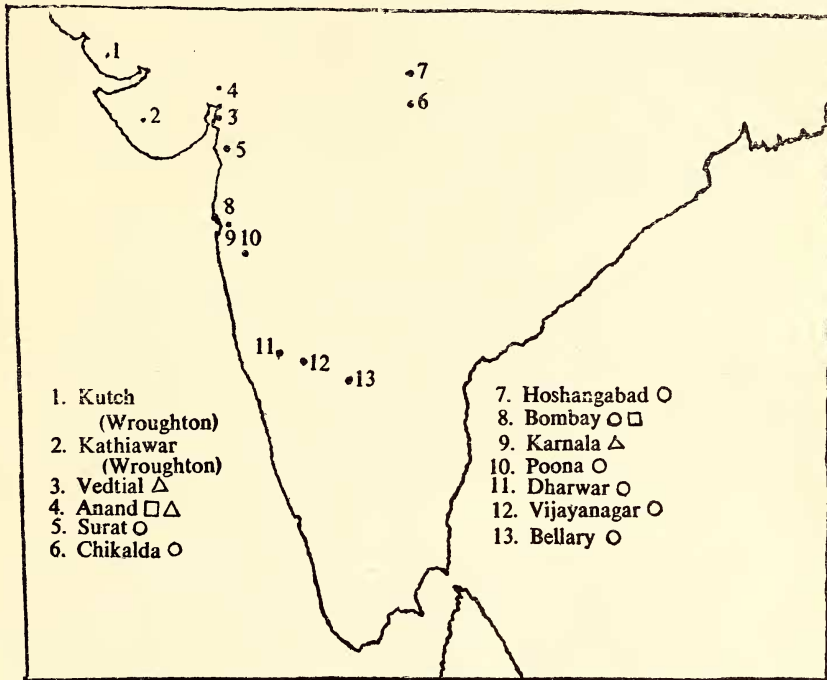 1
2
4
3
5
7
6
8
9 10
11
12
13
1. Kutch
(Wroughton)
2. Kathiawar
(Wroughton)
3. Vedtial △
4. Anand □△
5. Surat ○
6. Chikalda ○
7. Hoshangabad ○
8. Bombay ○□
9. Karnala △
10. Poona ○
11. Dharwar ○
12. Vijayanagar ○
13. Bellary ○